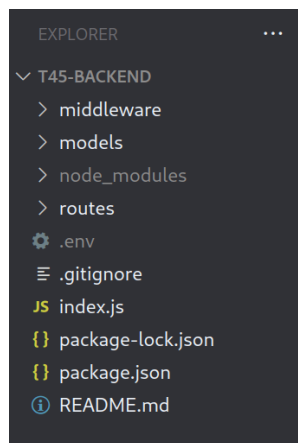 EXPLORER
T45-BACKEND
middleware
models
node_modules
routes
.env
.gitignore
JS index.js
{} package-lock.json
{} package.json
README.md